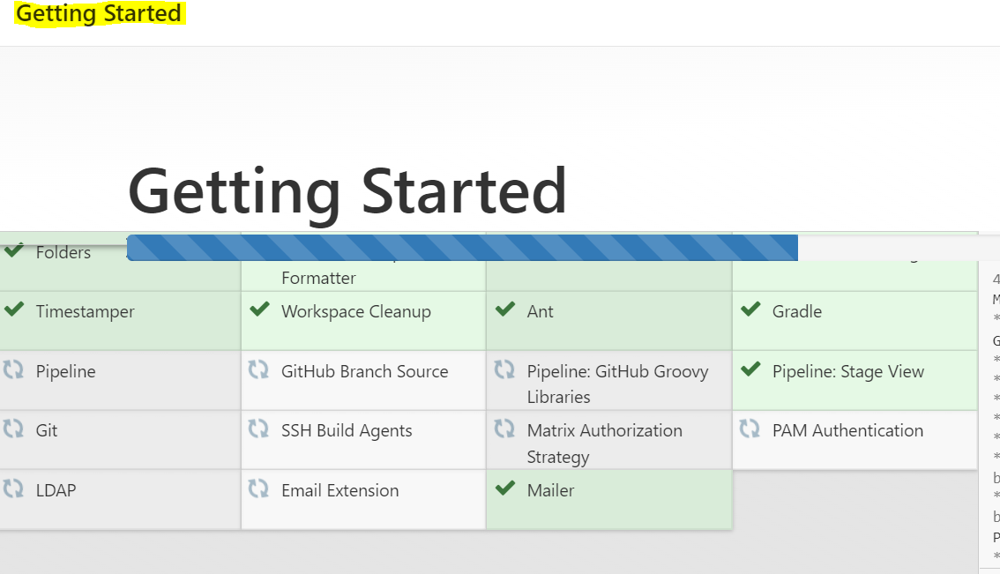 Getting Started
Getting Started
Folders
Formatter
Timestamper
Workspace Cleanup
Ant
Gradle
Pipeline
GitHub Branch Source
Pipeline: GitHub Groovy
Libraries
Pipeline: Stage View
Git
SSH Build Agents
Matrix Authorization
Strategy
PAM Authentication
LDAP
Email Extension
Mailer